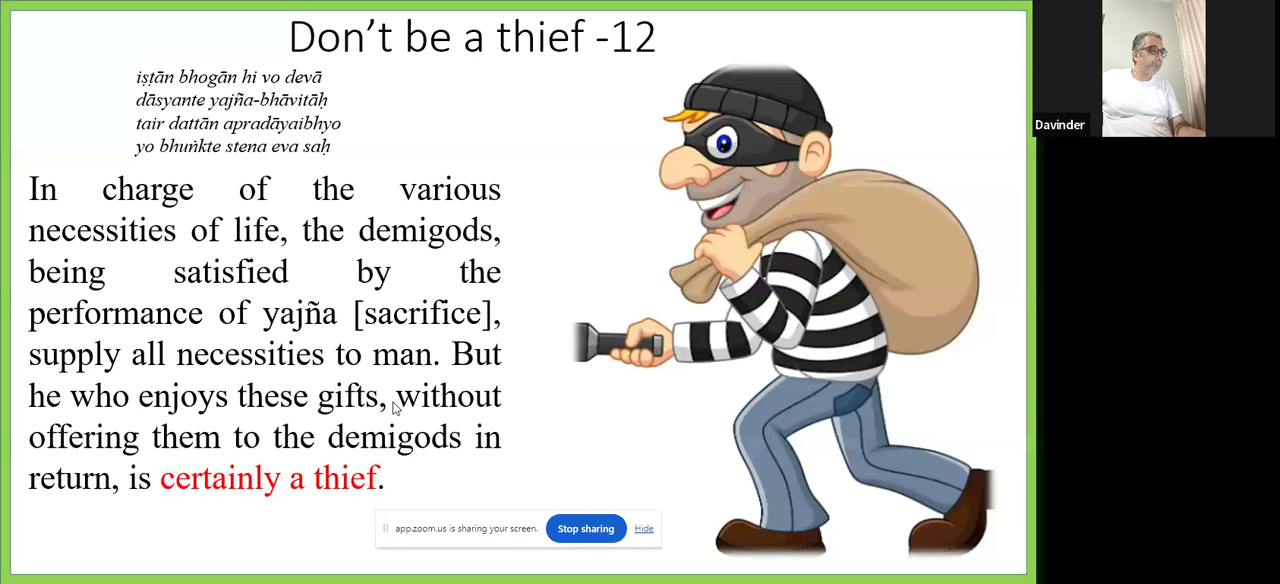 Don't be a thief -12
iṣṭān bhogān hi vo devā
dāsyante yajña-bhāvitāḥ
tair dattān apradāyaibhyo
yo bhuṅkte stena eva saḥ
In charge of the various
necessities of life, the demigods,
being satisfied by the
performance of yajña [sacrifice],
supply all necessities to man. But
he who enjoys these gifts, without
offering them to the demigods in
return, is certainly a thief.
app.zoom.us is sharing your screen.
Stop sharing
Hide
Davinder